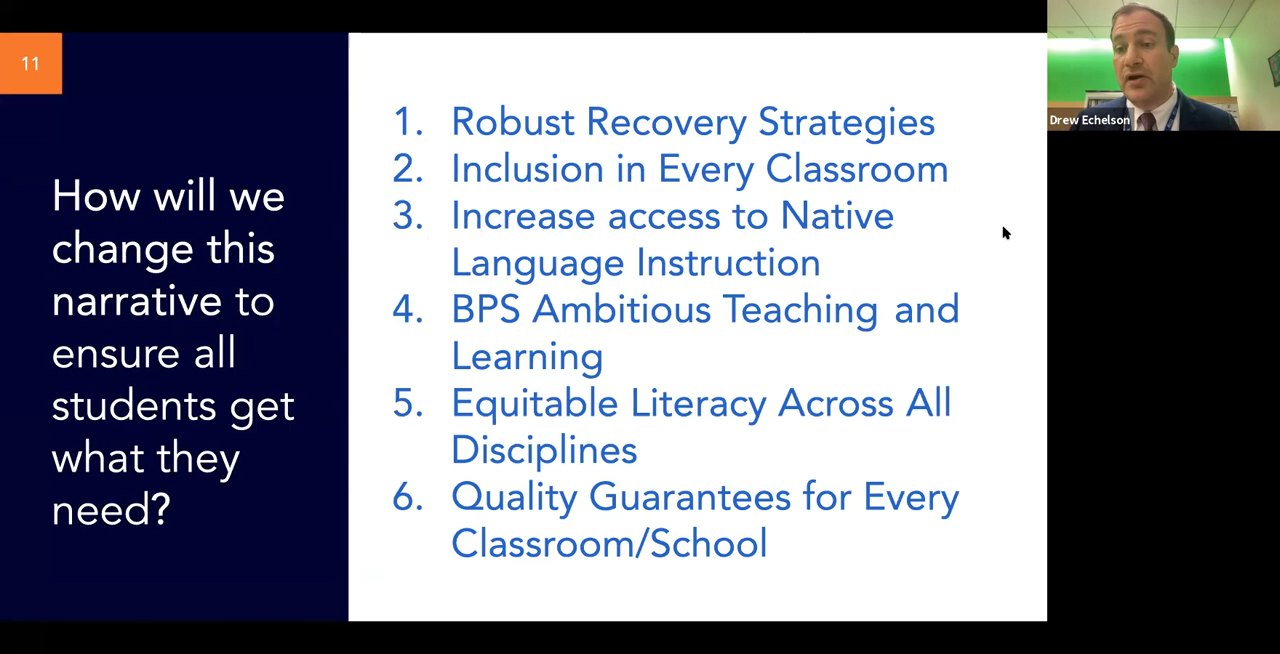 11
How will we
change this
narrative to
ensure all
students get
what they
need?
1. Robust Recovery Strategies
2. Inclusion in Every Classroom
3. Increase access to Native
Language Instruction
4. BPS Ambitious Teaching and
Learning
5. Equitable Literacy Across All
Disciplines
6. Quality Guarantees for Every
Classroom/School
Drew Echelson